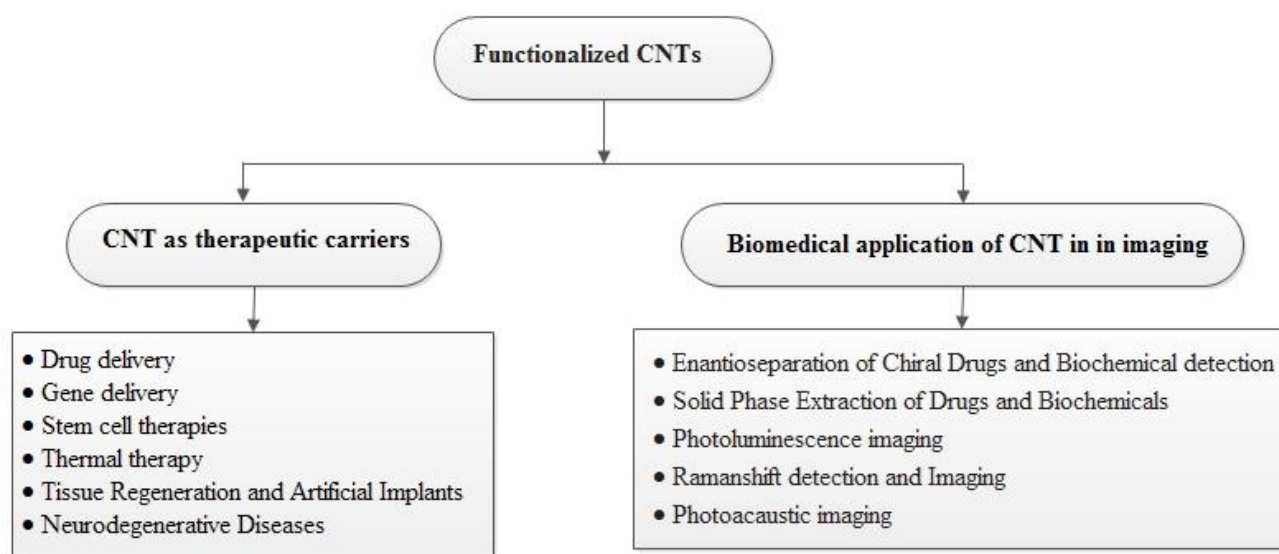 Functionalized CNTs
CNT as therapeutic carriers
Biomedical application of CNT in in imaging
● Drug delivery
● Gene delivery
● Stem cell therapies
● Thermal therapy
● Tissue Regeneration and Artificial Implants
● Neurodegenerative Diseases
● Enantioseparation of Chiral Drugs and Biochemical detection
● Solid Phase Extraction of Drugs and Biochemicals
● Photoluminescence imaging
● Ramanshift detection and Imaging
● Photoacaustic imaging